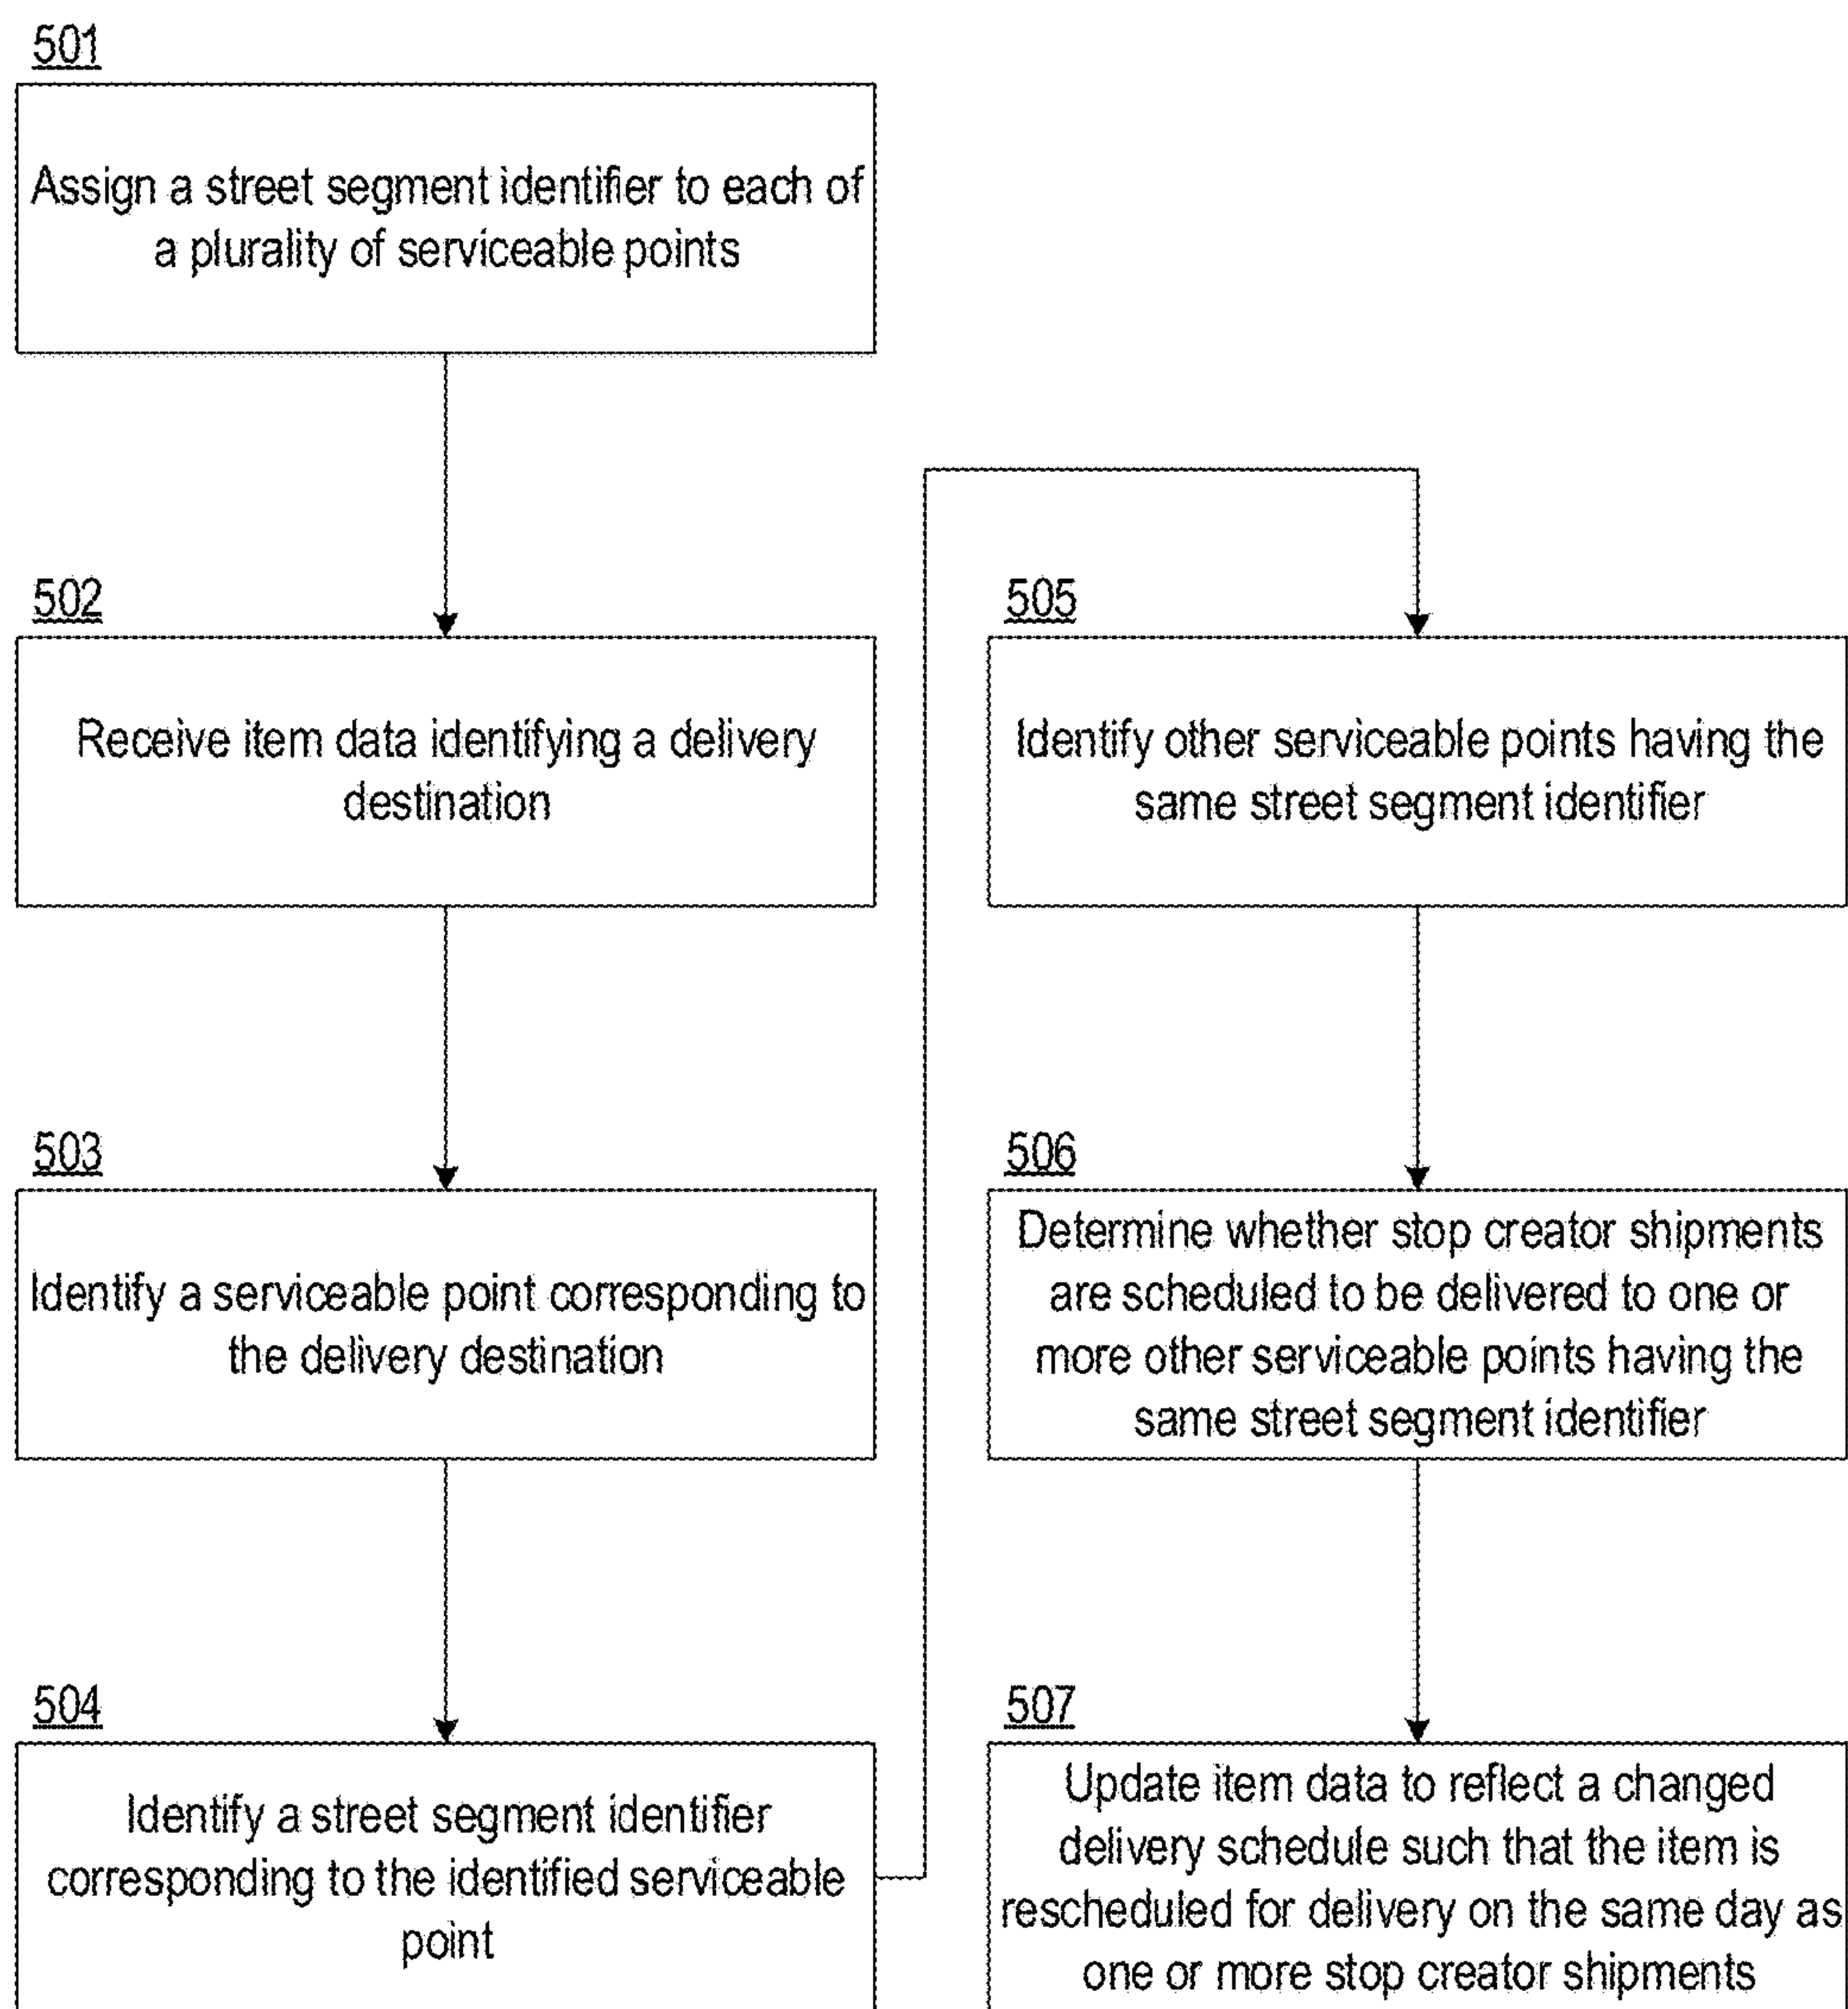 501
Assign a street segment identifier to each of
a plurality of serviceable points
502
Receive item data identifying a delivery
destination
503
Identify a serviceable point corresponding to
the delivery destination
504
Identify a street segment identifier
corresponding to the identified serviceable
point
505
Identify other serviceable points having the
same street segment identifier
506
Determine whether stop creator shipments
are scheduled to be delivered to one or
more other serviceable points having the
same street segment identifier
507
Update item data to reflect a changed
delivery schedule such that the item is
rescheduled for delivery on the same day as
one or more stop creator shipments